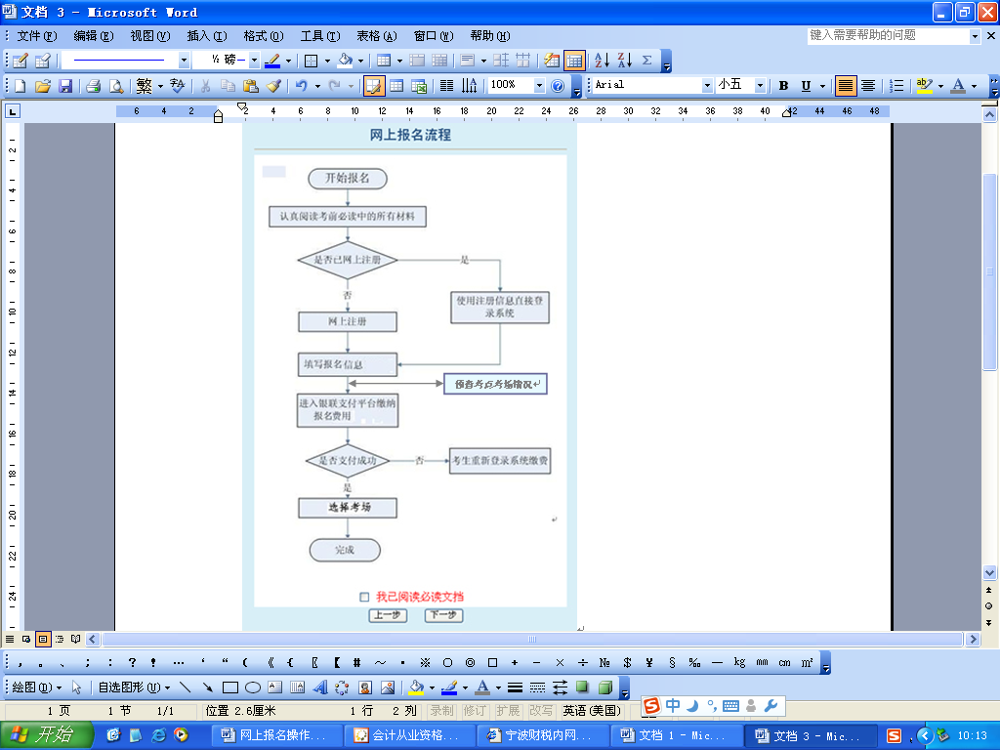 文档 3 - Microsoft Word
文件(F) 编辑(E) 视图(V) 插入(I) 格式(O) 工具(T) 表格(A) 窗口(W) 帮助(H) 键入需要帮助的问题
½ 磅
繁 100% Arial 小五 B U A
6 4 2 2 4 6 8 10 12 14 16 18 20 22 24 26 28 30 32 34 36 38 40 42 44 46 48
2 4 6 8 10 12 14 16 18 20 22 24
网上报名流程
开始报名
认真阅读考前必读中的所有材料
是否已网上注册
是
否
使用注册信息直接登
录系统
网上注册
填写报名信息
预查考点考场情况
进入银联支付平台缴纳
报名费用
是否支付成功
否
考生重新登录系统缴费
是
选择考场
完成
我已阅读必读文档
上一步 下一步
， 。 、 ； ： ？ ！ … ‘ “ （ 《 { 〖 【 # ～ · ※ ○ ◎ □ + - × ÷ ℃ № $ ¥ § ‰ — kg mm cm m²
绘图(D) 自选图形(U) A
1 页 1 节 1/1 位置 2.6厘米 1 行 2 列 录制 修订 扩展 改写 英语(美国)
S 中
开始 网上报名操作... 会计从业资格... 宁波财税内网... 文档 1 - Mic... 文档 3 - Mic... S 10:13